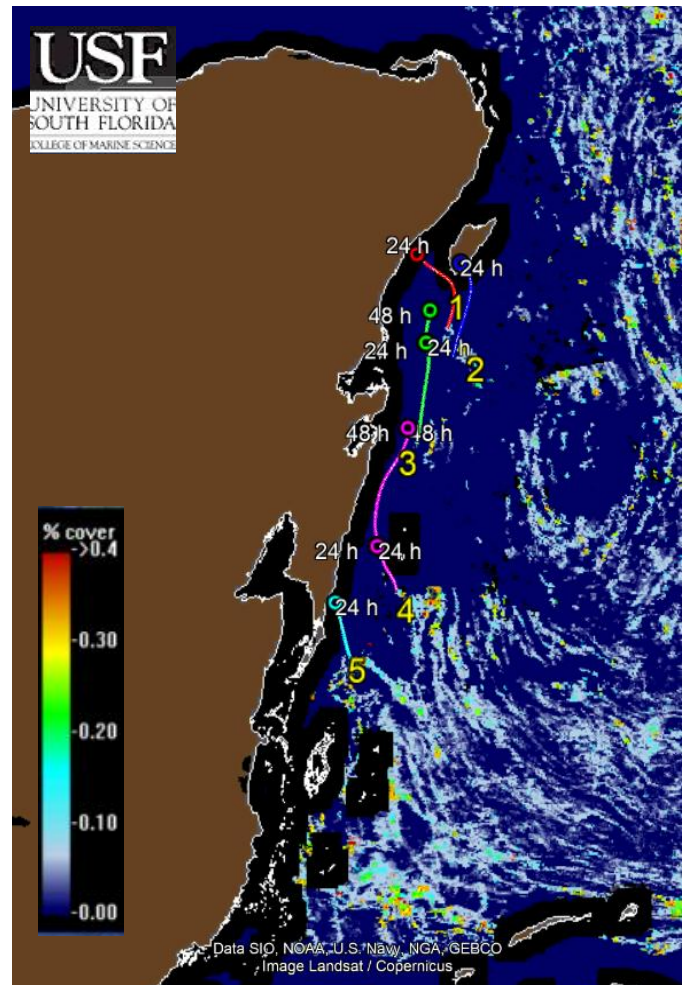 USF
UNIVERSITY OF
SOUTH FLORIDA
COLLEGE OF MARINE SCIENCE
24 h
24 h
1
48 h
24 h
24 h
2
48 h
48 h
3
% cover
->0.4
24 h
24 h
-0.30
24 h
4
5
-0.20
-0.10
-0.00
Data SIO, NOAA, U.S. Navy, NGA, GEBCO
Image Landsat / Copernicus